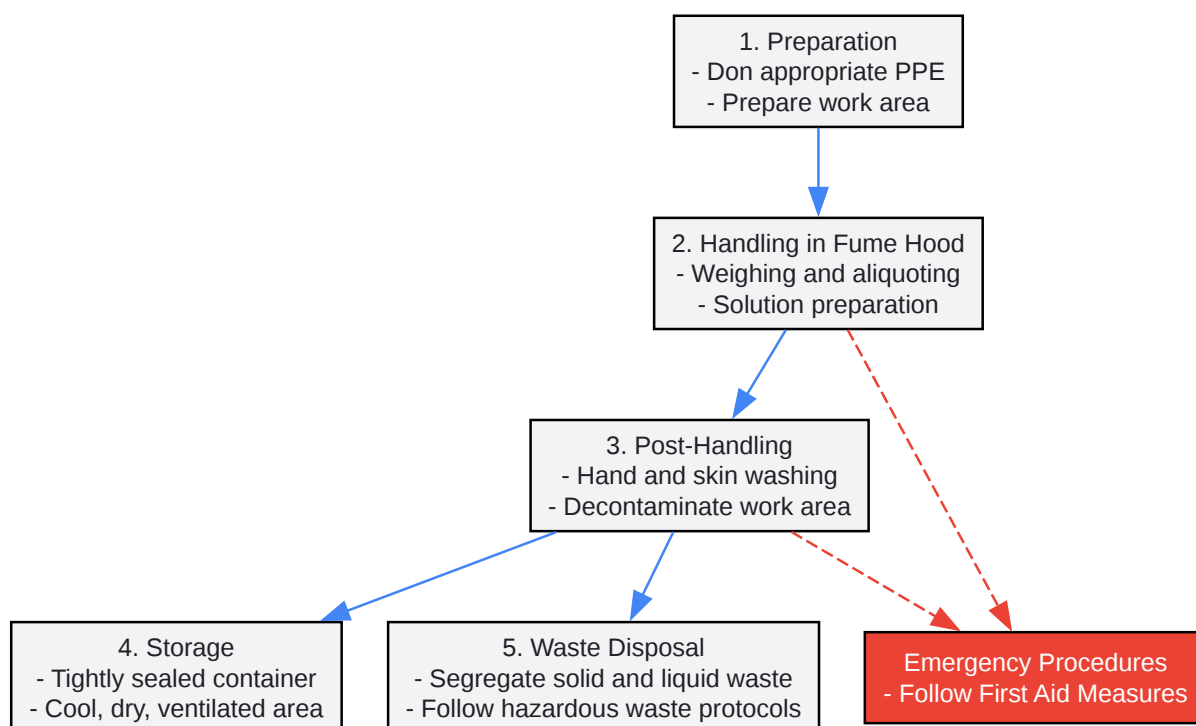 1. Preparation
- Don appropriate PPE
- Prepare work area
2. Handling in Fume Hood
- Weighing and aliquoting
- Solution preparation
3. Post-Handling
- Hand and skin washing
- Decontaminate work area
4. Storage
- Tightly sealed container
- Cool, dry, ventilated area
5. Waste Disposal
- Segregate solid and liquid waste
- Follow hazardous waste protocols
Emergency Procedures
- Follow First Aid Measures